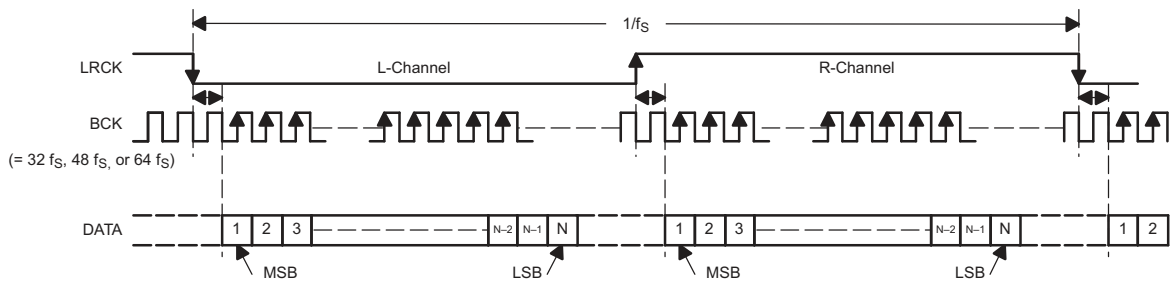 1/fS
LRCK
L-Channel
R-Channel
BCK
(= 32 fS, 48 fS, or 64 fS)
DATA
1 2 3 N–2 N–1 N 1 2 3 N–2 N–1 N 1 2
MSB LSB MSB LSB